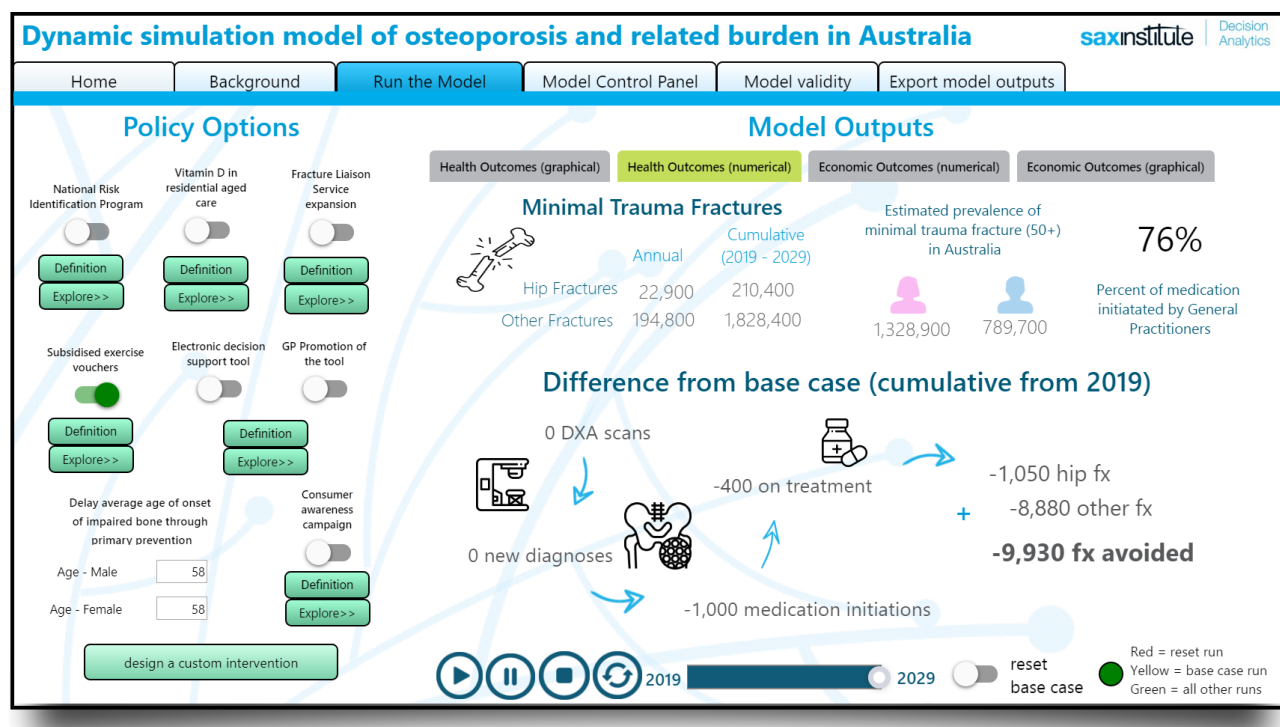 Dynamic simulation model of osteoporosis and related burden in Australia
saxinstitute
Decision
Analytics
Home
Background
Run the Model
Model Control Panel
Model validity
Export model outputs
Policy Options
National Risk
Identification Program
Definition
Explore>>
Vitamin D in
residential aged
care
Definition
Explore>>
Fracture Liaison
Service
expansion
Definition
Explore>>
Subsidised exercise
vouchers
Definition
Explore>>
Electronic decision
support tool
GP Promotion of
the tool
Definition
Explore>>
Delay average age of onset
of impaired bone through
primary prevention
Age - Male 58
Age - Female 58
Consumer
awareness
campaign
Definition
Explore>>
design a custom intervention
Model Outputs
Health Outcomes (graphical)
Health Outcomes (numerical)
Economic Outcomes (numerical)
Economic Outcomes (graphical)
Minimal Trauma Fractures
Annual
Cumulative
(2019 - 2029)
Hip Fractures 22,900 210,400
Other Fractures 194,800 1,828,400
Estimated prevalence of
minimal trauma fracture (50+)
in Australia
1,328,900 789,700
76%
Percent of medication
initiatated by General
Practitioners
Difference from base case (cumulative from 2019)
0 DXA scans
0 new diagnoses
-1,000 medication initiations
-400 on treatment
-1,050 hip fx
+ -8,880 other fx
-9,930 fx avoided
2019
2029
reset
base case
Red = reset run
Yellow = base case run
Green = all other runs